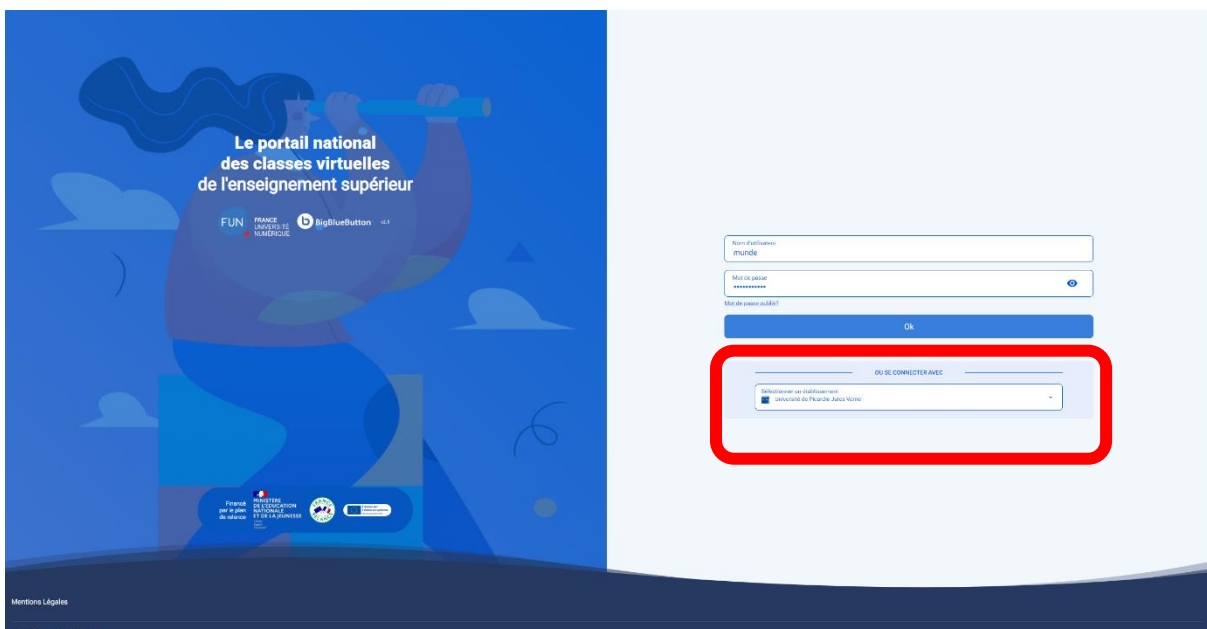 Le portail national
des classes virtuelles
de l'enseignement supérieur
FUN FRANCE UNIVERSITÉ NUMÉRIQUE BigBlueButton
Financé par le plan de relance
MINISTÈRE
DE L'ÉDUCATION
NATIONALE
ET DE LA JEUNESSE
Mentions Légales
Nom d'utilisateur
munde
Mot de passe
•••••••••••
Mot de passe oublié?
Ok
OU SE CONNECTER AVEC
Sélectionner un établissement
Université de Picardie Jules Verne